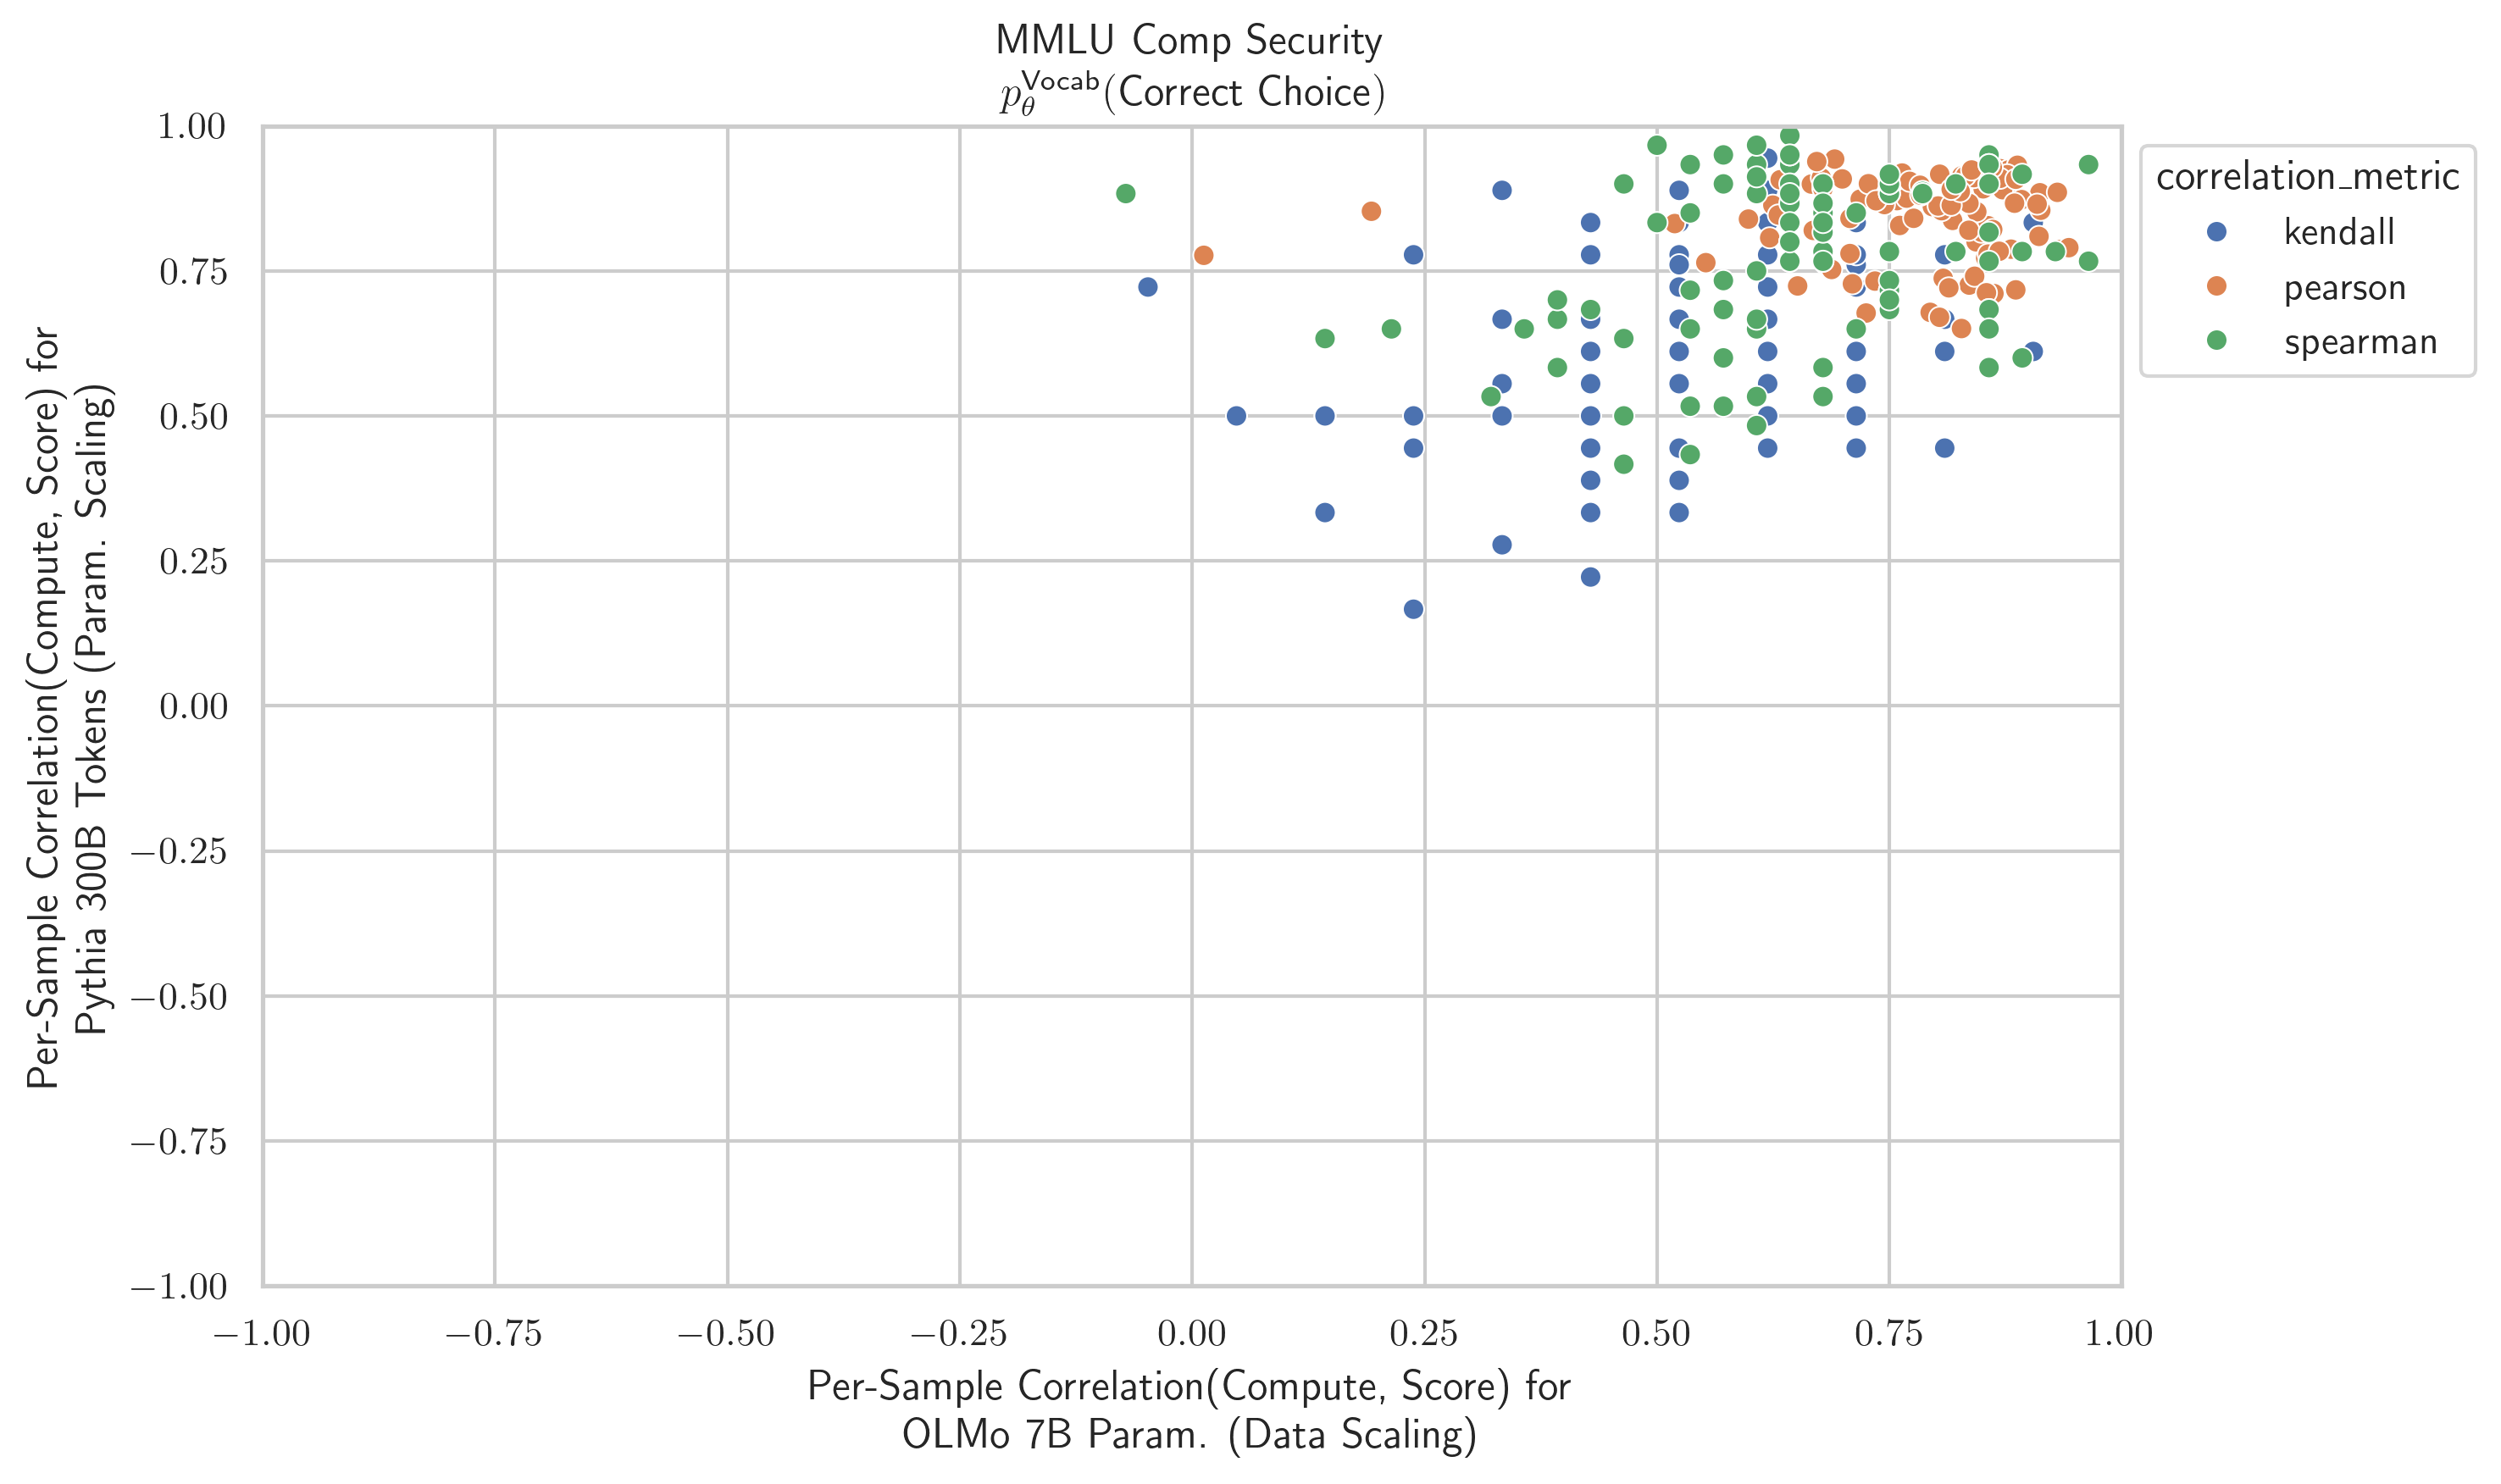 MMLU Comp Security
p_θ^Vocab(Correct Choice)
1.00
0.75
0.50
0.25
0.00
−0.25
−0.50
−0.75
−1.00
Per-Sample Correlation(Compute, Score) for
Pythia 300B Tokens (Param. Scaling)
−1.00
−0.75
−0.50
−0.25
0.00
0.25
0.50
0.75
1.00
Per-Sample Correlation(Compute, Score) for
OLMo 7B Param. (Data Scaling)
correlation_metric
kendall
pearson
spearman